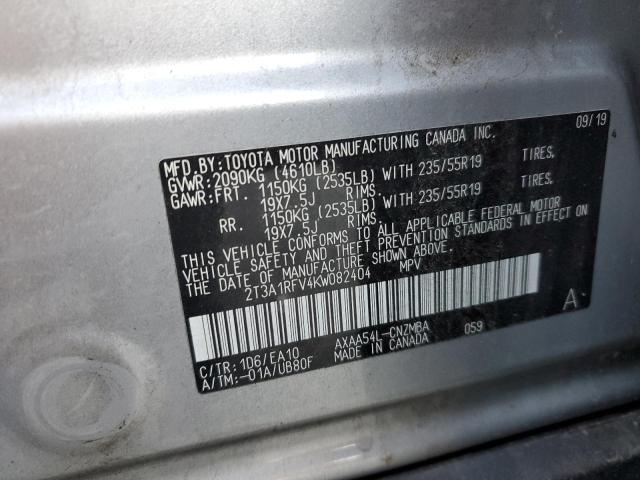 MFD. BY: TOYOTA MOTOR MANUFACTURING CANADA INC. 09/19
GVWR: 2090KG (4610LB)
GAWR: FRT. 1150KG (2535LB) WITH 235/55R19 TIRES,
19X7.5J RIMS
RR. 1150KG (2535LB) WITH 235/55R19 TIRES,
19X7.5J RIMS
THIS VEHICLE CONFORMS TO ALL APPLICABLE FEDERAL MOTOR
VEHICLE SAFETY AND THEFT PREVENTION STANDARDS IN EFFECT ON
THE DATE OF MANUFACTURE SHOWN ABOVE.
2T3A1RFV4KW082404 MPV
A
C/TR: 1D6/EA10 AXAA54L-CNZMBA 059
A/TM: -01A/UB80F MADE IN CANADA